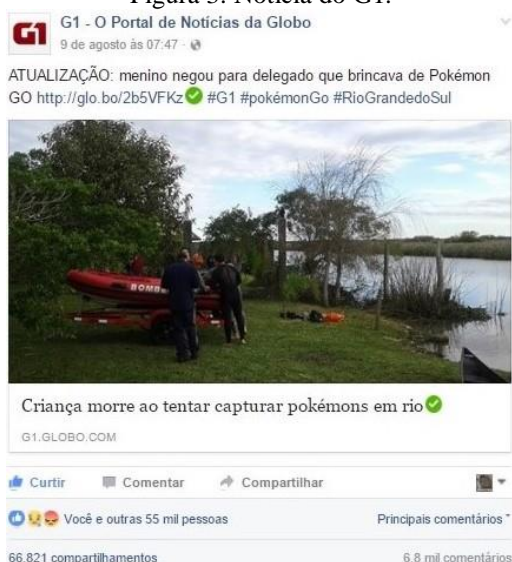 Figura 3: Notícia do G1.
G1
G1 - O Portal de Notícias da Globo
9 de agosto às 07:47 ·
ATUALIZAÇÃO: menino negou para delegado que brincava de Pokémon
GO http://glo.bo/2b5VFKz #G1 #pokémonGo #RioGrandedoSul
BOMB
Criança morre ao tentar capturar pokémons em rio
G1.GLOBO.COM
Curtir Comentar Compartilhar
Você e outras 55 mil pessoas Principais comentários
66.821 compartilhamentos 6,8 mil comentários